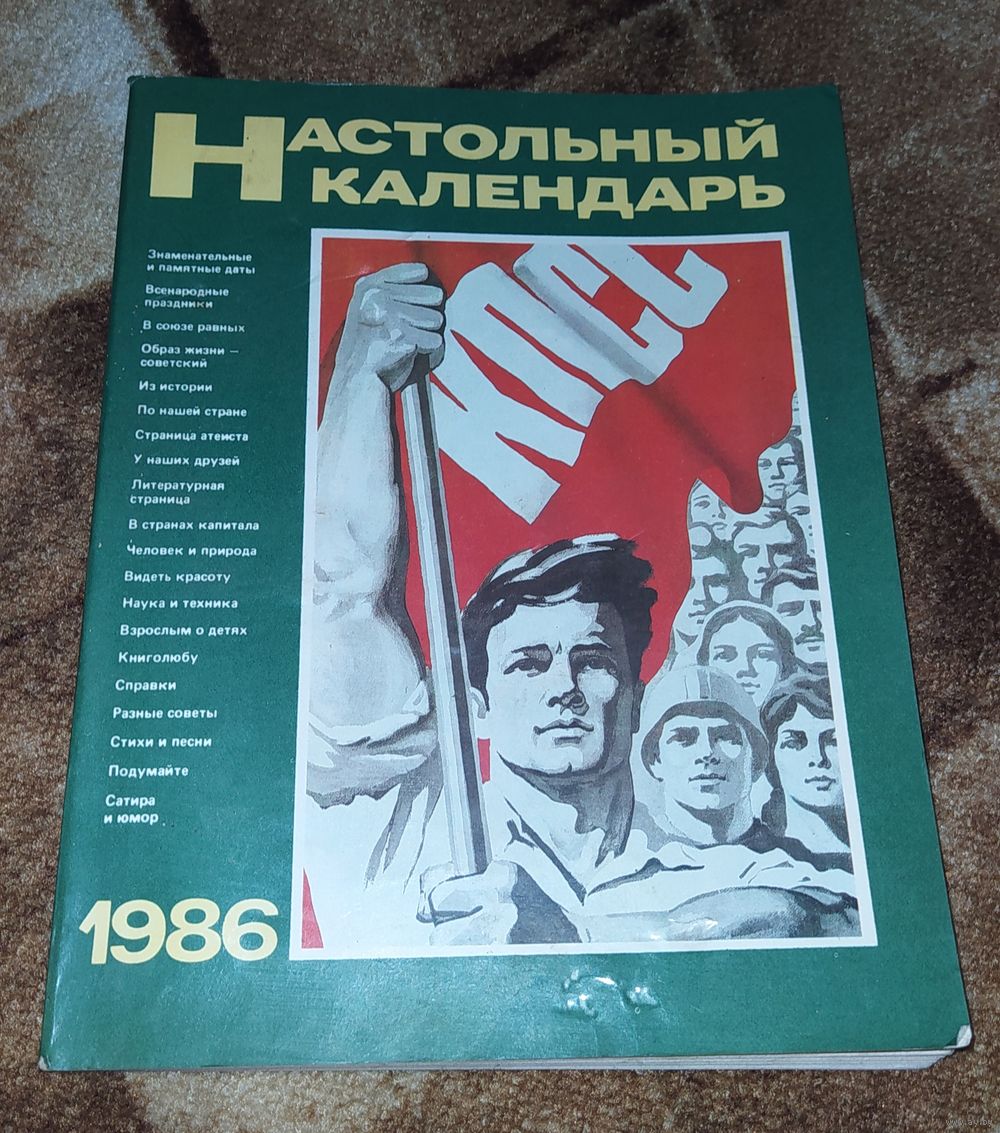 НАСТОЛЬНЫЙ
КАЛЕНДАРЬ
Знаменательные
и памятные даты
Всенародные
праздники
В союзе равных
Образ жизни —
советский
Из истории
По нашей стране
Страница атеиста
У наших друзей
Литературная
страница
В странах капитала
Человек и природа
Видеть красоту
Наука и техника
Взрослым о детях
Книголюбу
Справки
Разные советы
Стихи и песни
Подумайте
Сатира
и юмор
КПСС
1986